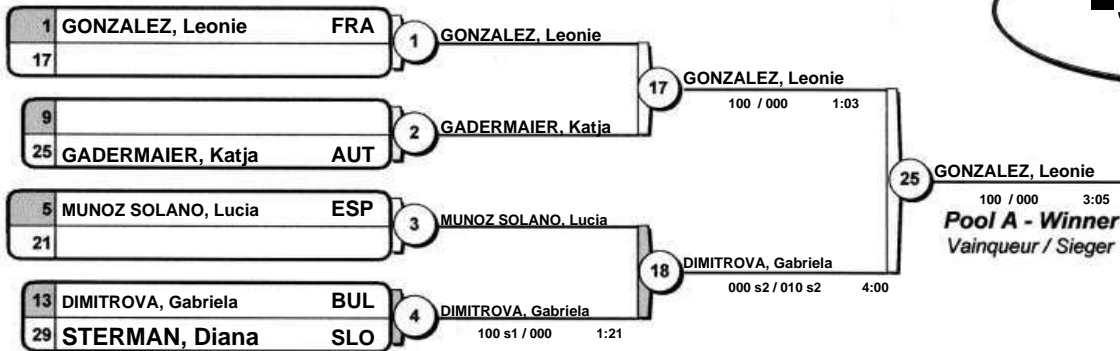 1 GONZALEZ, Leonie FRA
17
1 GONZALEZ, Leonie
9
25 GADERMAIER, Katja AUT
2 GADERMAIER, Katja
17 GONZALEZ, Leonie
100 / 000 1:03
5 MUNOZ SOLANO, Lucia ESP
21
3 MUNOZ SOLANO, Lucia
13 DIMITROVA, Gabriela BUL
29 STERMAN, Diana SLO
4 DIMITROVA, Gabriela
100 s1 / 000 1:21
18 DIMITROVA, Gabriela
000 s2 / 010 s2 4:00
25 GONZALEZ, Leonie
100 / 000 3:05
Pool A - Winner
Vainqueur / Sieger